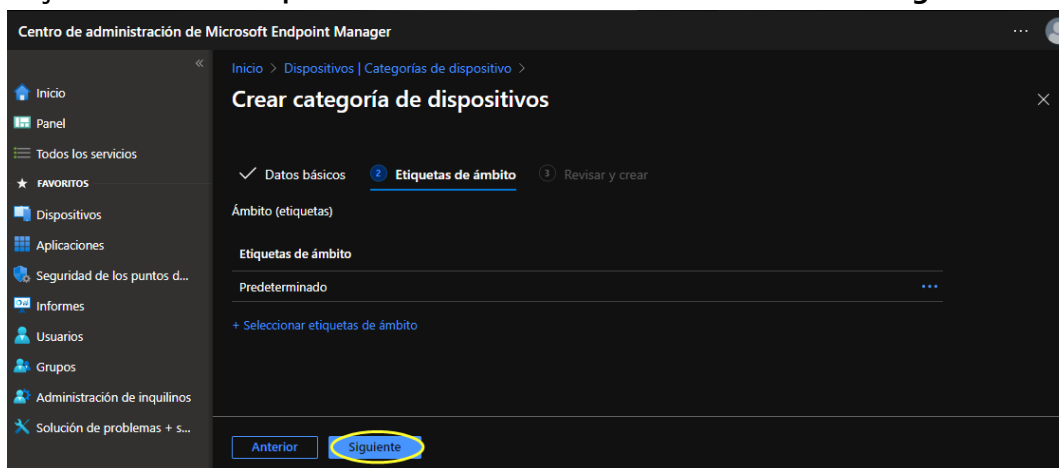 Centro de administración de Microsoft Endpoint Manager
Inicio > Dispositivos | Categorías de dispositivo >
Crear categoría de dispositivos
Inicio
Panel
Todos los servicios
FAVORITOS
Dispositivos
Aplicaciones
Seguridad de los puntos d...
Informes
Usuarios
Grupos
Administración de inquilinos
Solución de problemas + s...
Datos básicos 2 Etiquetas de ámbito 3 Revisar y crear
Ámbito (etiquetas)
Etiquetas de ámbito
Predeterminado
+ Seleccionar etiquetas de ámbito
Anterior Siguiente